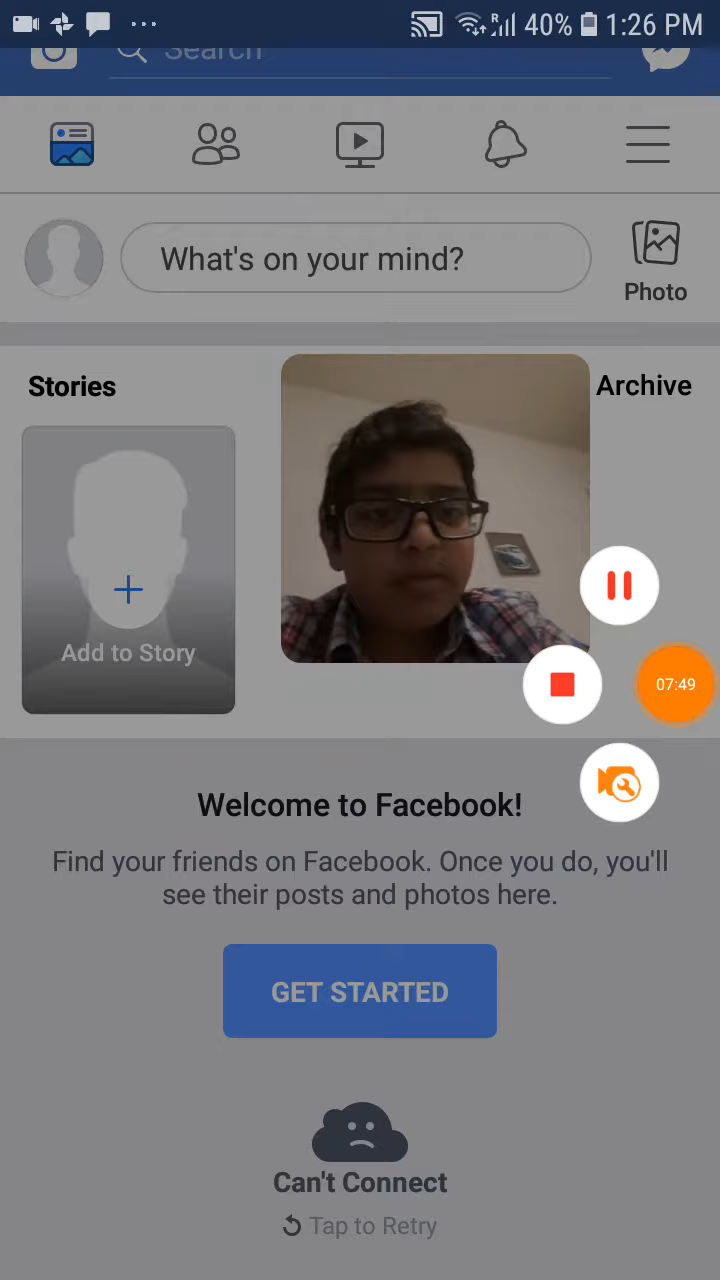 40% 1:26 PM
Search
What's on your mind?
Photo
Stories
Archive
Add to Story
07:49
Welcome to Facebook!
Find your friends on Facebook. Once you do, you'll
see their posts and photos here.
GET STARTED
Can't Connect
Tap to Retry